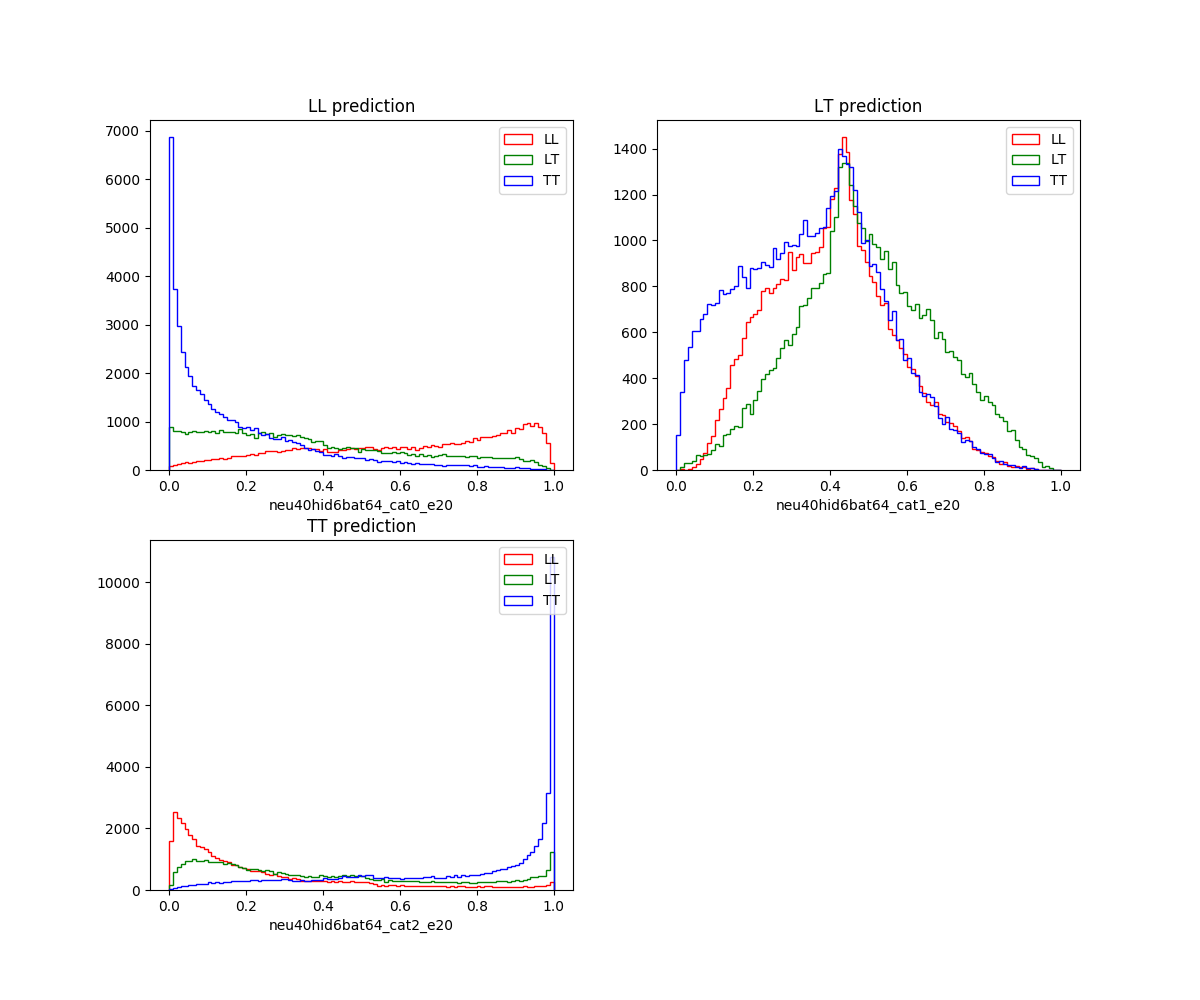 LL prediction
7000
6000
5000
4000
3000
2000
1000
0
0.0 0.2 0.4 0.6 0.8 1.0
neu40hid6bat64_cat0_e20
LL
LT
TT
LT prediction
1400
1200
1000
800
600
400
200
0
0.0 0.2 0.4 0.6 0.8 1.0
neu40hid6bat64_cat1_e20
LL
LT
TT
TT prediction
10000
8000
6000
4000
2000
0
0.0 0.2 0.4 0.6 0.8 1.0
neu40hid6bat64_cat2_e20
LL
LT
TT